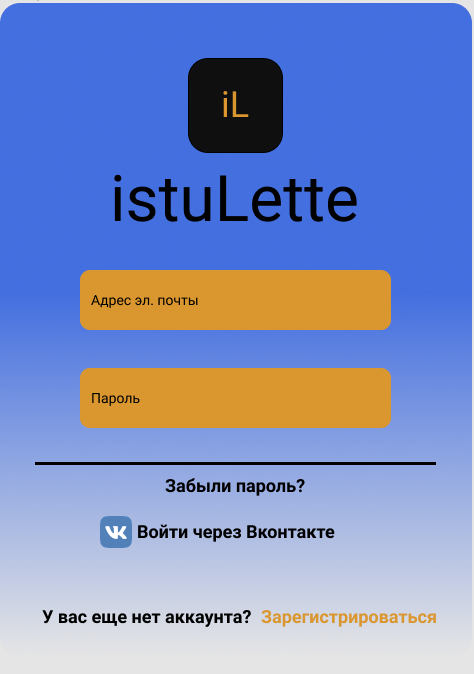 iL
istuLette
Адрес эл. почты
Пароль
Забыли пароль?
Войти через Вконтакте
У вас еще нет аккаунта? Зарегистрироваться